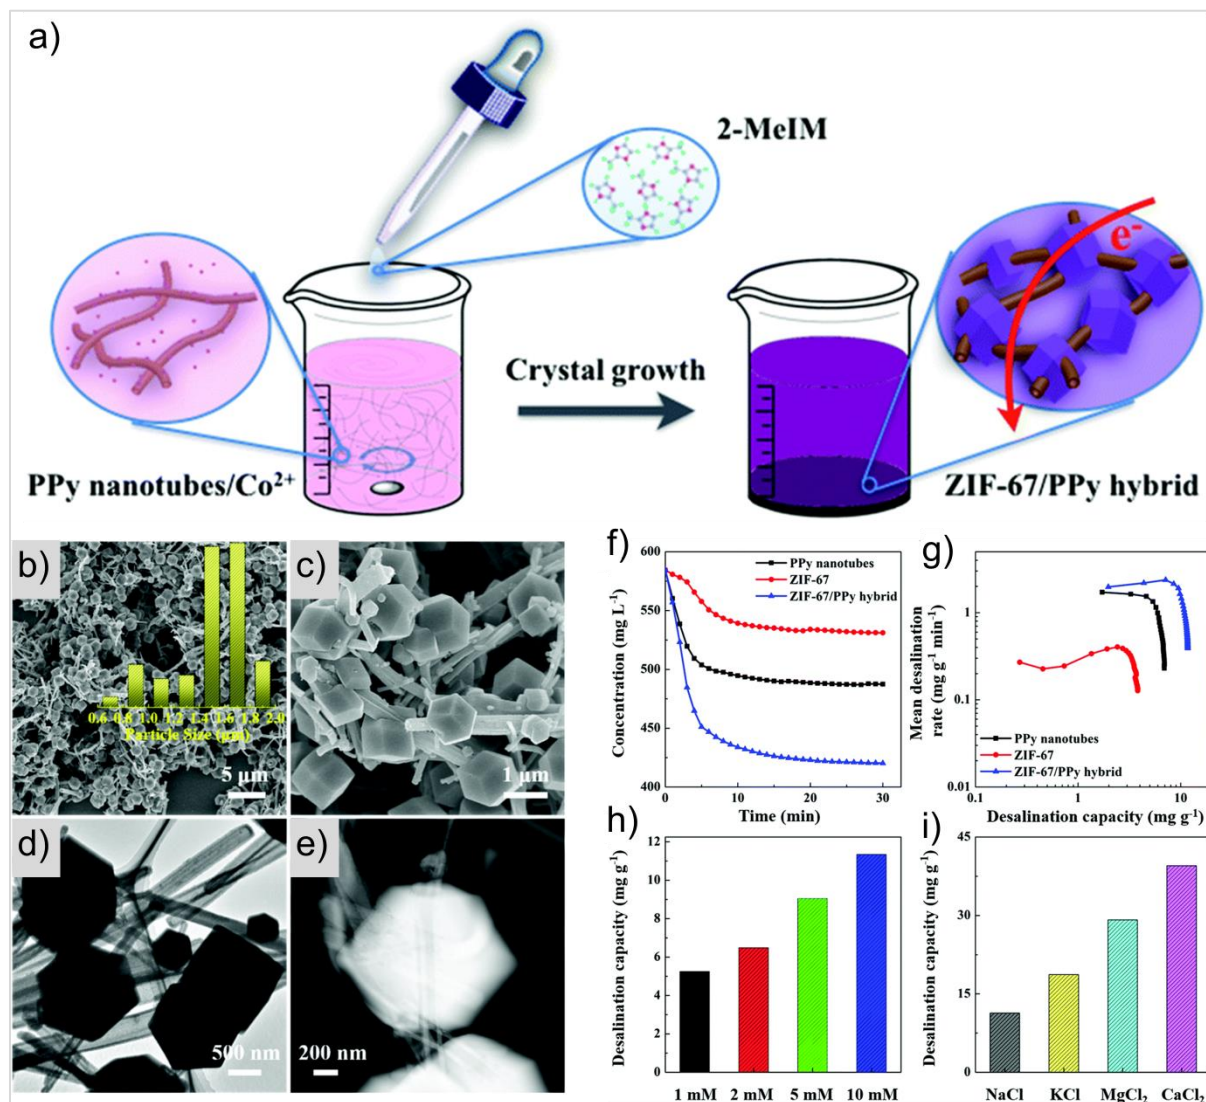 a)
2-MeIM
e⁻
Crystal growth
PPy nanotubes/Co²⁺
ZIF-67/PPy hybrid
b)
0.6 0.8 1.0 1.2 1.4 1.6 1.8 2.0
Particle Size (μm)
5 μm
c)
1 μm
d)
500 nm
e)
200 nm
f)
600
550
500
450
400
Concentration (mg L⁻¹)
PPy nanotubes
ZIF-67
ZIF-67/PPy hybrid
0 10 20 30
Time (min)
g)
1
0.1
0.01
Mean desalination
rate (mg g⁻¹ min⁻¹)
PPy nanotubes
ZIF-67
ZIF-67/PPy hybrid
0.1 1 10
Desalination capacity (mg g⁻¹)
h)
12
10
8
6
4
2
0
Desalination capacity (mg g⁻¹)
1 mM 2 mM 5 mM 10 mM
i)
45
30
15
0
Desalination capacity (mg g⁻¹)
NaCl KCl MgCl₂ CaCl₂